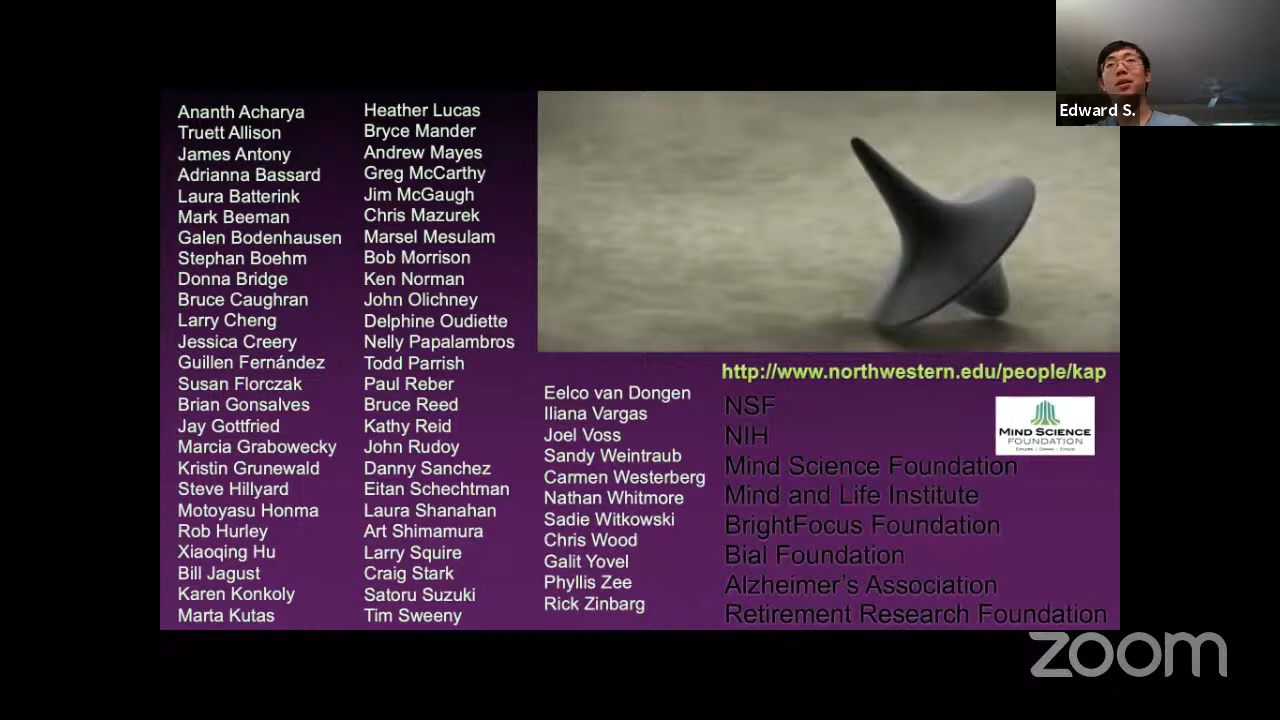 Edward S.
Ananth Acharya
Truett Allison
James Antony
Adrianna Bassard
Laura Batterink
Mark Beeman
Galen Bodenhausen
Stephan Boehm
Donna Bridge
Bruce Caughran
Larry Cheng
Jessica Creery
Guillen Fernández
Susan Florczak
Brian Gonsalves
Jay Gottfried
Marcia Grabowecky
Kristin Grunewald
Steve Hillyard
Motoyasu Honma
Rob Hurley
Xiaoqing Hu
Bill Jagust
Karen Konkoly
Marta Kutas
Heather Lucas
Bryce Mander
Andrew Mayes
Greg McCarthy
Jim McGaugh
Chris Mazurek
Marsel Mesulam
Bob Morrison
Ken Norman
John Olichney
Delphine Oudiette
Nelly Papalambros
Todd Parrish
Paul Reber
Bruce Reed
Kathy Reid
John Rudoy
Danny Sanchez
Eitan Schechtman
Laura Shanahan
Art Shimamura
Larry Squire
Craig Stark
Satoru Suzuki
Tim Sweeny
Eelco van Dongen
Iliana Vargas
Joel Voss
Sandy Weintraub
Carmen Westerberg
Nathan Whitmore
Sadie Witkowski
Chris Wood
Galit Yovel
Phyllis Zee
Rick Zinbarg
http://www.northwestern.edu/people/kap
NSF
NIH
Mind Science Foundation
Mind and Life Institute
BrightFocus Foundation
Bial Foundation
Alzheimer's Association
Retirement Research Foundation
MIND SCIENCE
FOUNDATION
zoom